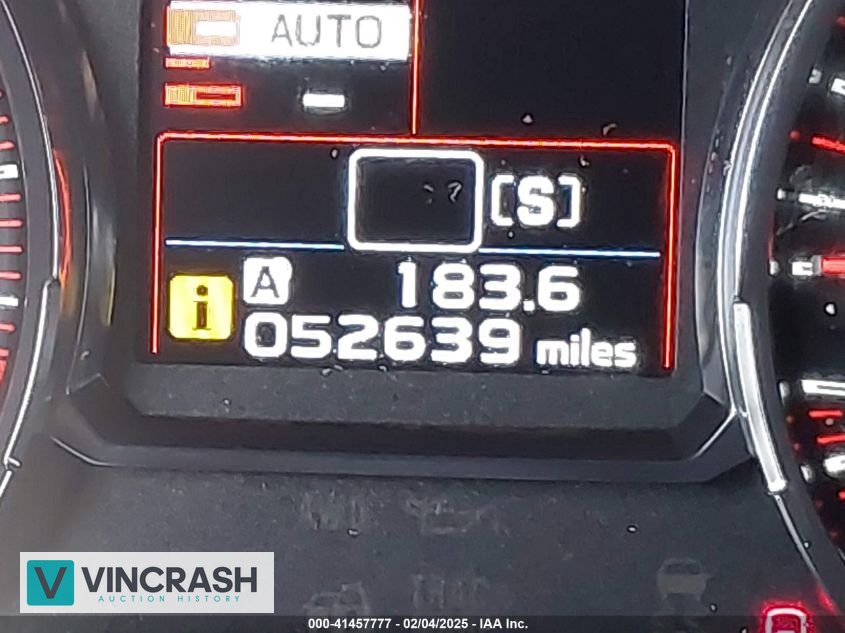 AUTO
[S]
A 183.6
i 052639 miles
VINCRASH
AUCTION HISTORY
000-41457777 - 02/04/2025 - IAA Inc.